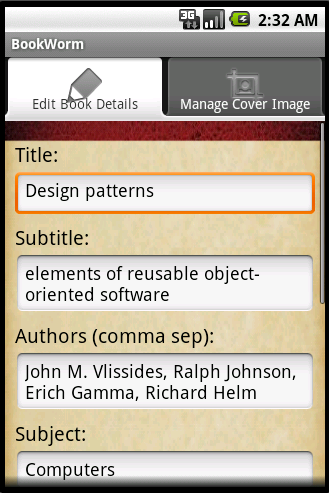 3G 2:32 AM
BookWorm
Edit Book Details Manage Cover Image
Title:
Design patterns
Subtitle:
elements of reusable object-
oriented software
Authors (comma sep):
John M. Vlissides, Ralph Johnson,
Erich Gamma, Richard Helm
Subject:
Computers